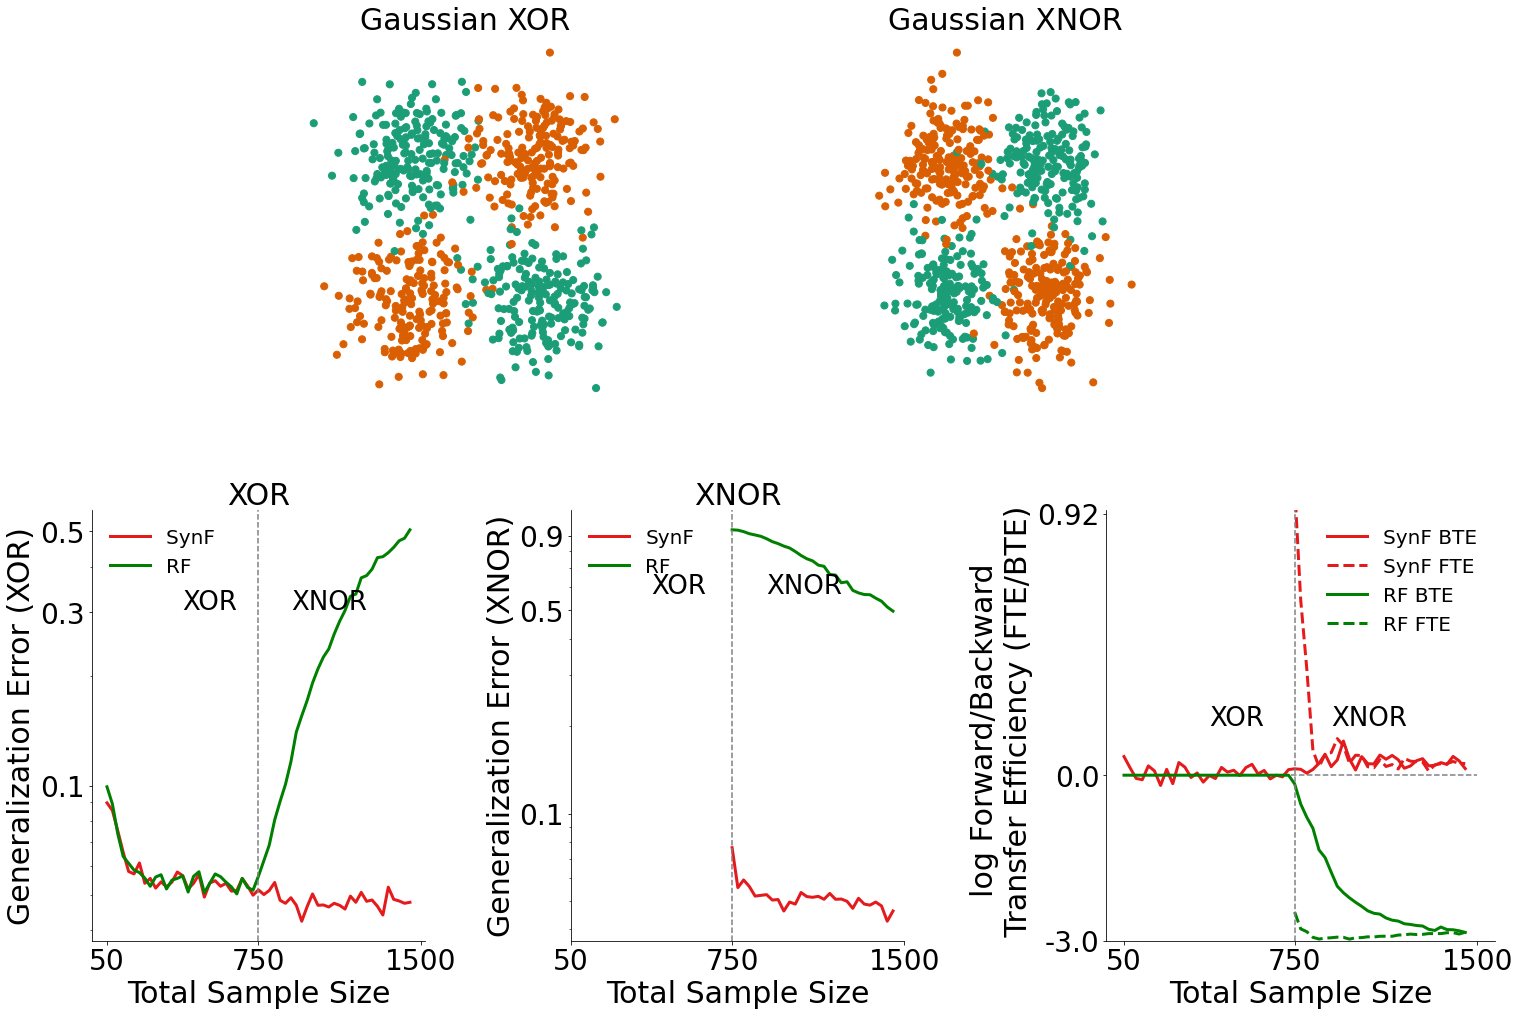 Gaussian XOR
Gaussian XNOR
XOR
Generalization Error (XOR)
0.5
0.3
0.1
SynF
RF
XOR
XNOR
50
750
1500
Total Sample Size
XNOR
Generalization Error (XNOR)
0.9
0.5
0.1
SynF
RF
XOR
XNOR
50
750
1500
Total Sample Size
log Forward/Backward
Transfer Efficiency (FTE/BTE)
0.92
0.0
-3.0
SynF BTE
SynF FTE
RF BTE
RF FTE
XOR
XNOR
50
750
1500
Total Sample Size